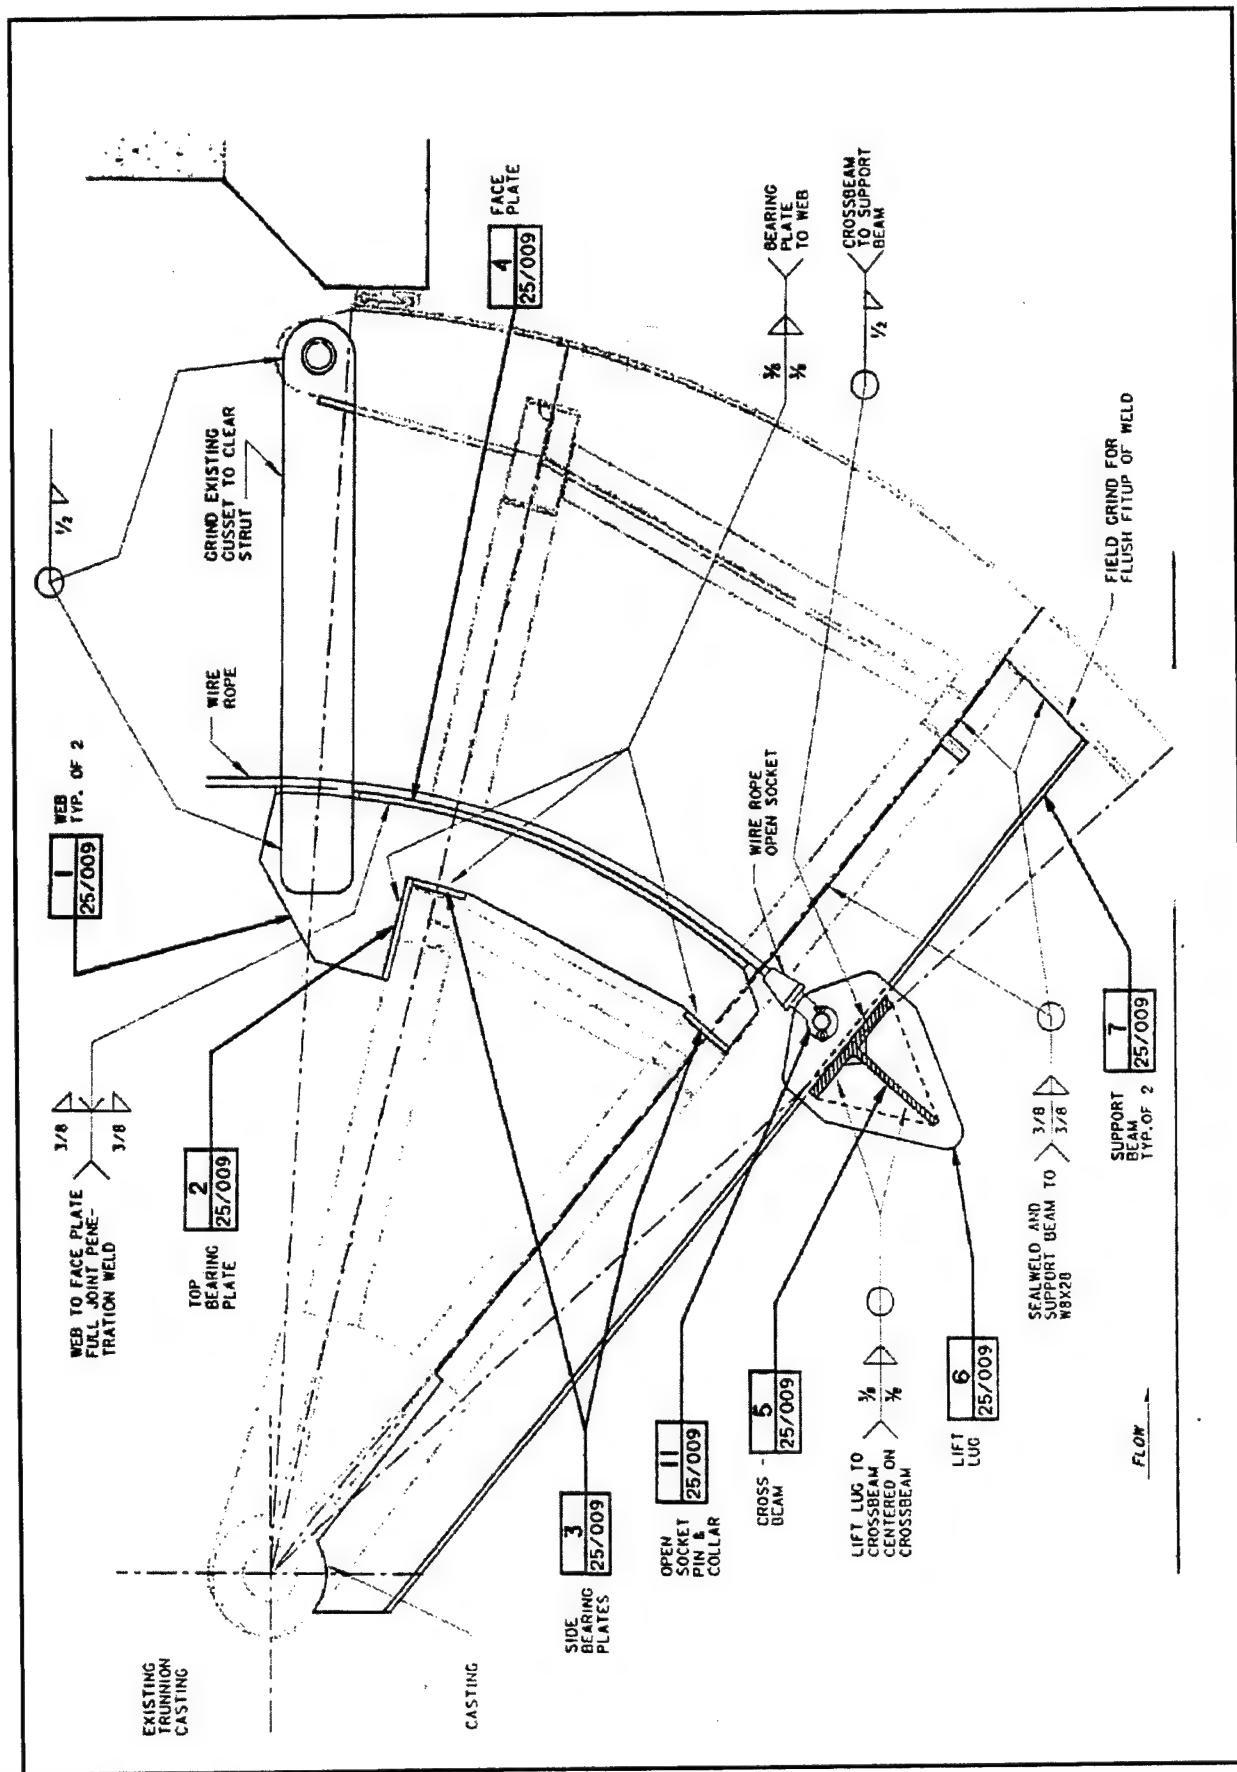 EXISTING
TRUNNION
CASTING
CASTING
WEB TO FACE PLATE
FULL JOINT PENE-
TRATION WELD
3/8
3/8
1
25/009
WEB
TYP. OF 2
1/2
WIRE
ROPE
GRIND EXISTING
GUSSET TO CLEAR
STRUT
TOP
BEARING
PLATE
2
25/009
4
25/009
FACE
PLATE
SIDE
BEARING
PLATES
3
25/009
OPEN
SOCKET
PIN &
COLLAR
11
25/009
WIRE ROPE
OPEN SOCKET
3/8
3/8
BEARING
PLATE
TO WEB
CROSS -
BEAM
5
25/009
1/2
CROSSBEAM
TO SUPPORT
BEAM
LIFT LUG TO
CROSSBEAM
CENTERED ON
CROSSBEAM
3/8
3/8
LIFT
LUG
6
25/009
SEALWELD AND
SUPPORT BEAM TO
W8X28
3/8
3/8
SUPPORT
BEAM
TYP.OF 2
7
25/009
FIELD GRIND FOR
FLUSH FITUP OF WELD
FLOW